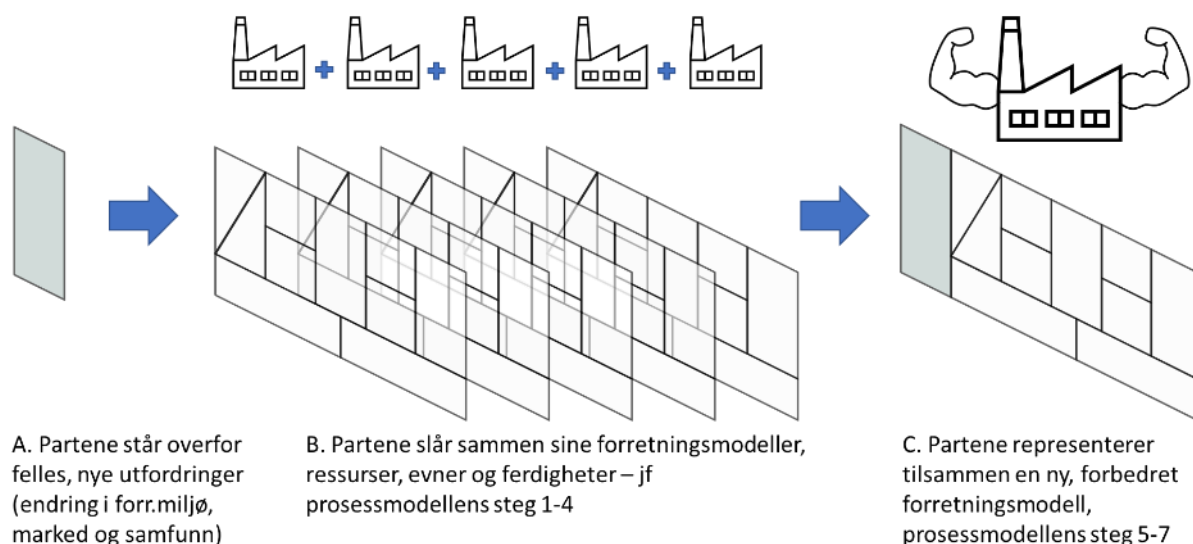 A. Partene står overfor
felles, nye utfordringer
(endring i forr.miljø,
marked og samfunn)
B. Partene slår sammen sine forretningsmodeller,
ressurser, evner og ferdigheter – jf
prosessmodellens steg 1-4
C. Partene representerer
tilsammen en ny, forbedret
forretningsmodell,
prosessmodellens steg 5-7